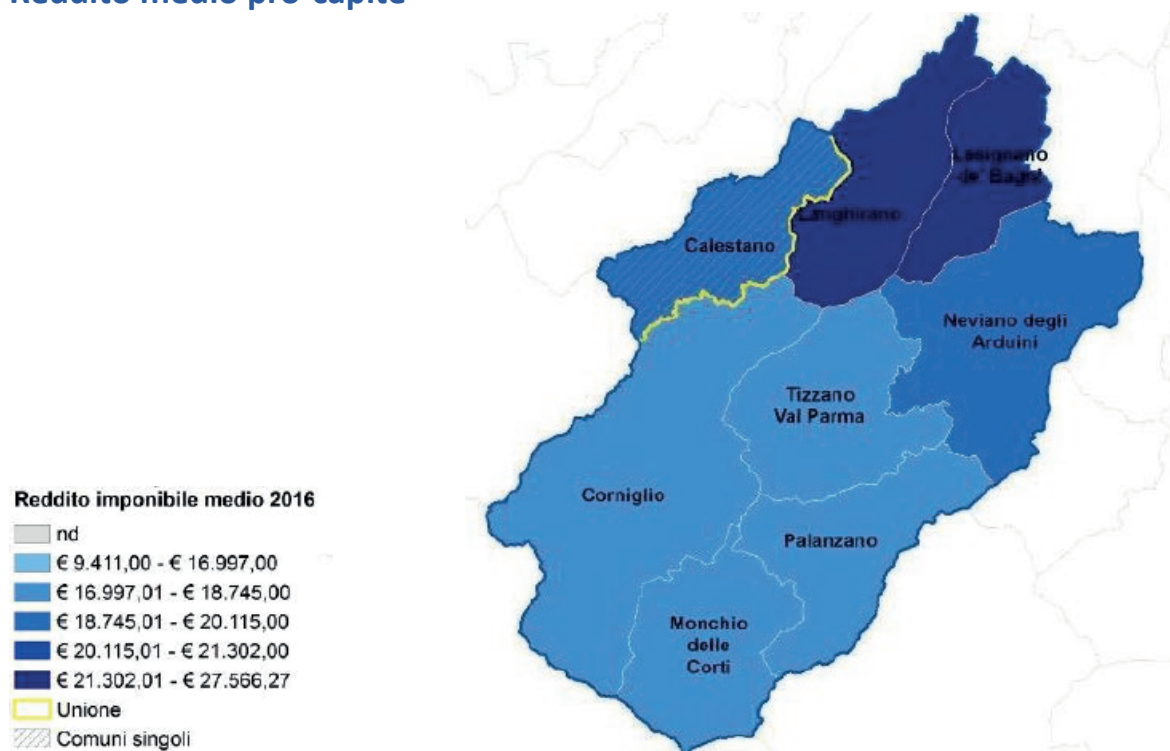 Reddito medio pro-capite
Lesignano
de' Bagni
Langhirano
Calestano
Neviano degli
Arduini
Tizzano
Val Parma
Corniglio
Palanzano
Monchio
delle
Corti
Reddito imponibile medio 2016
nd
€ 9.411,00 - € 16.997,00
€ 16.997,01 - € 18.745,00
€ 18.745,01 - € 20.115,00
€ 20.115,01 - € 21.302,00
€ 21.302,01 - € 27.566,27
Unione
Comuni singoli